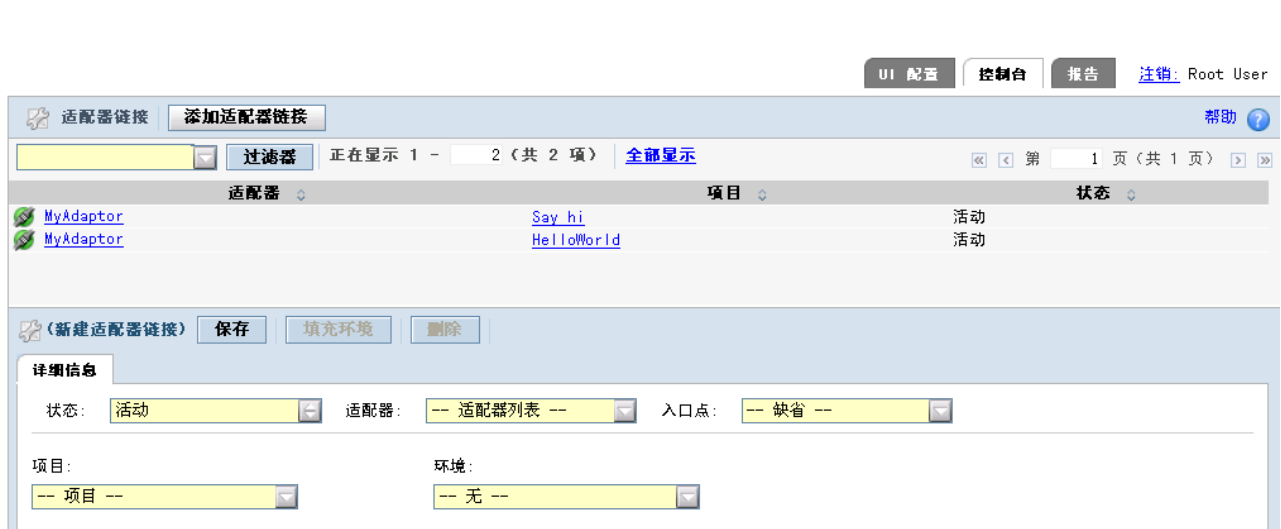 UI 配置 控制台 报告 注销: Root User
适配器链接 添加适配器链接 帮助 ?
过滤器 正在显示 1 - 2 (共 2 项) 全部显示 « ‹ 第 1 页 (共 1 页) › »
适配器 项目 状态
MyAdaptor Say hi 活动
MyAdaptor HelloWorld 活动
(新建适配器链接) 保存 填充环境 删除
详细信息
状态: 活动 适配器: -- 适配器列表 -- 入口点: -- 缺省 --
项目: 环境:
-- 项目 -- -- 无 --